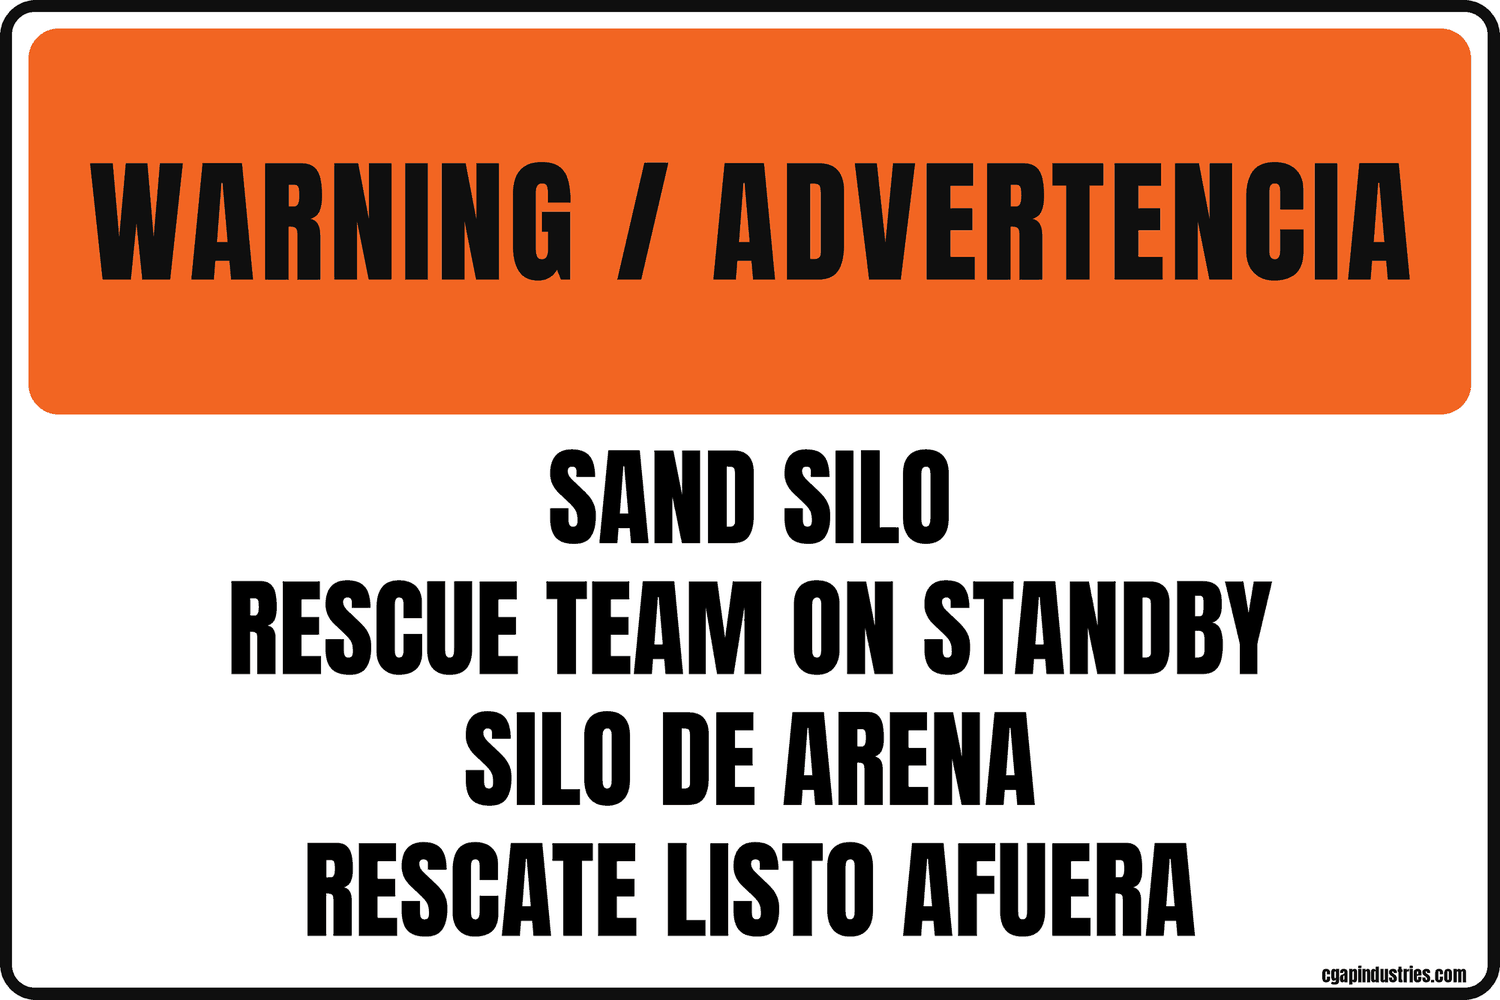 WARNING / ADVERTENCIA
SAND SILO
RESCUE TEAM ON STANDBY
SILO DE ARENA
RESCATE LISTO AFUERA
cgapindustries.com